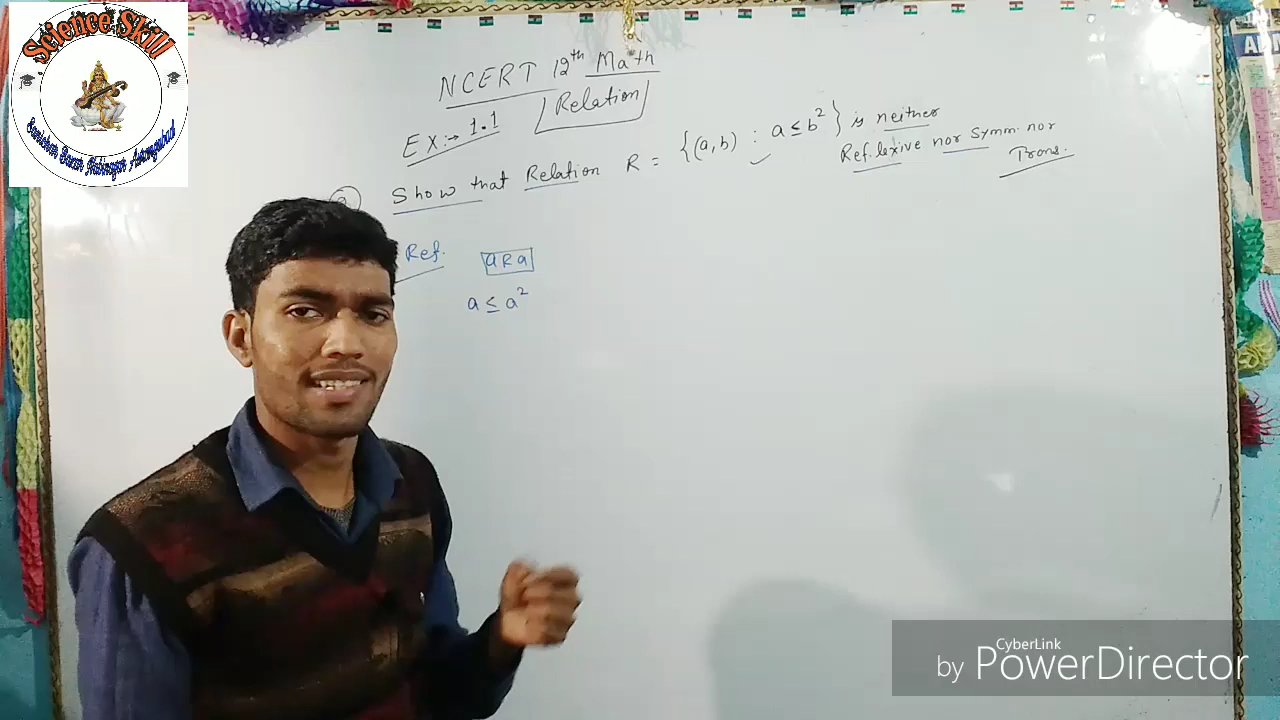 Science Skill
NCERT 12th Math
Relation
EX:→ 1.1
Show that Relation R = {(a,b) : a ≤ b²} is neither
Reflexive nor Symm. nor
Trans.
Ref. aRa
a ≤ a²
CyberLink
by PowerDirector